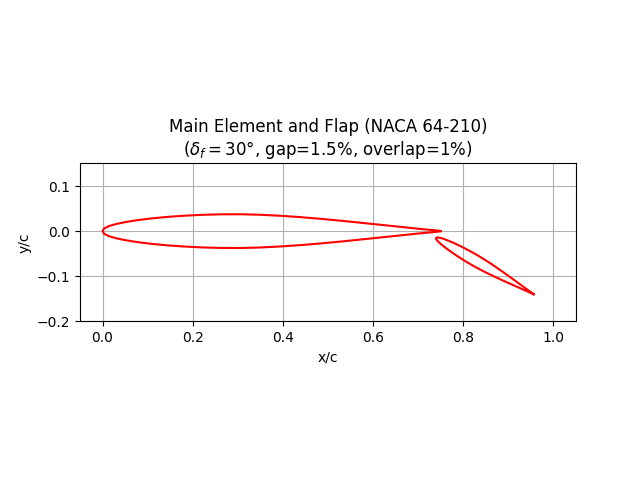 Main Element and Flap (NACA 64-210)
(δf = 30°, gap=1.5%, overlap=1%)
y/c
0.1
0.0
−0.1
−0.2
0.0 0.2 0.4 0.6 0.8 1.0
x/c